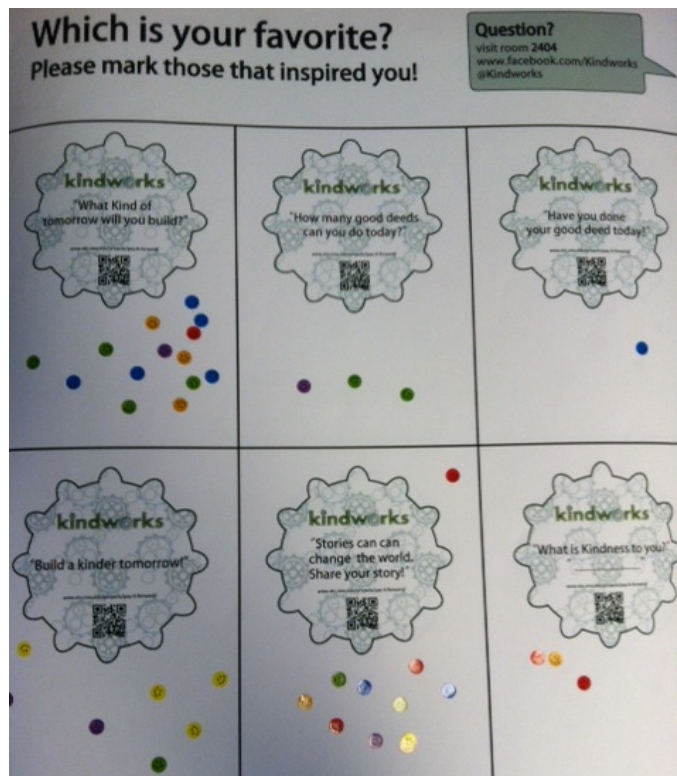 Which is your favorite?
Please mark those that inspired you!
Question?
visit room 2404
www.facebook.com/Kindworks
@Kindworks
kindworks
"What Kind of
tomorrow will you build?"
kindworks
"How many good deeds
can you do today?"
kindworks
"Have you done
your good deed today!"
kindworks
"Build a kinder tomorrow!"
kindworks
"Stories can can
change the world.
Share your story!"
kindworks
"What is Kindness to you?"